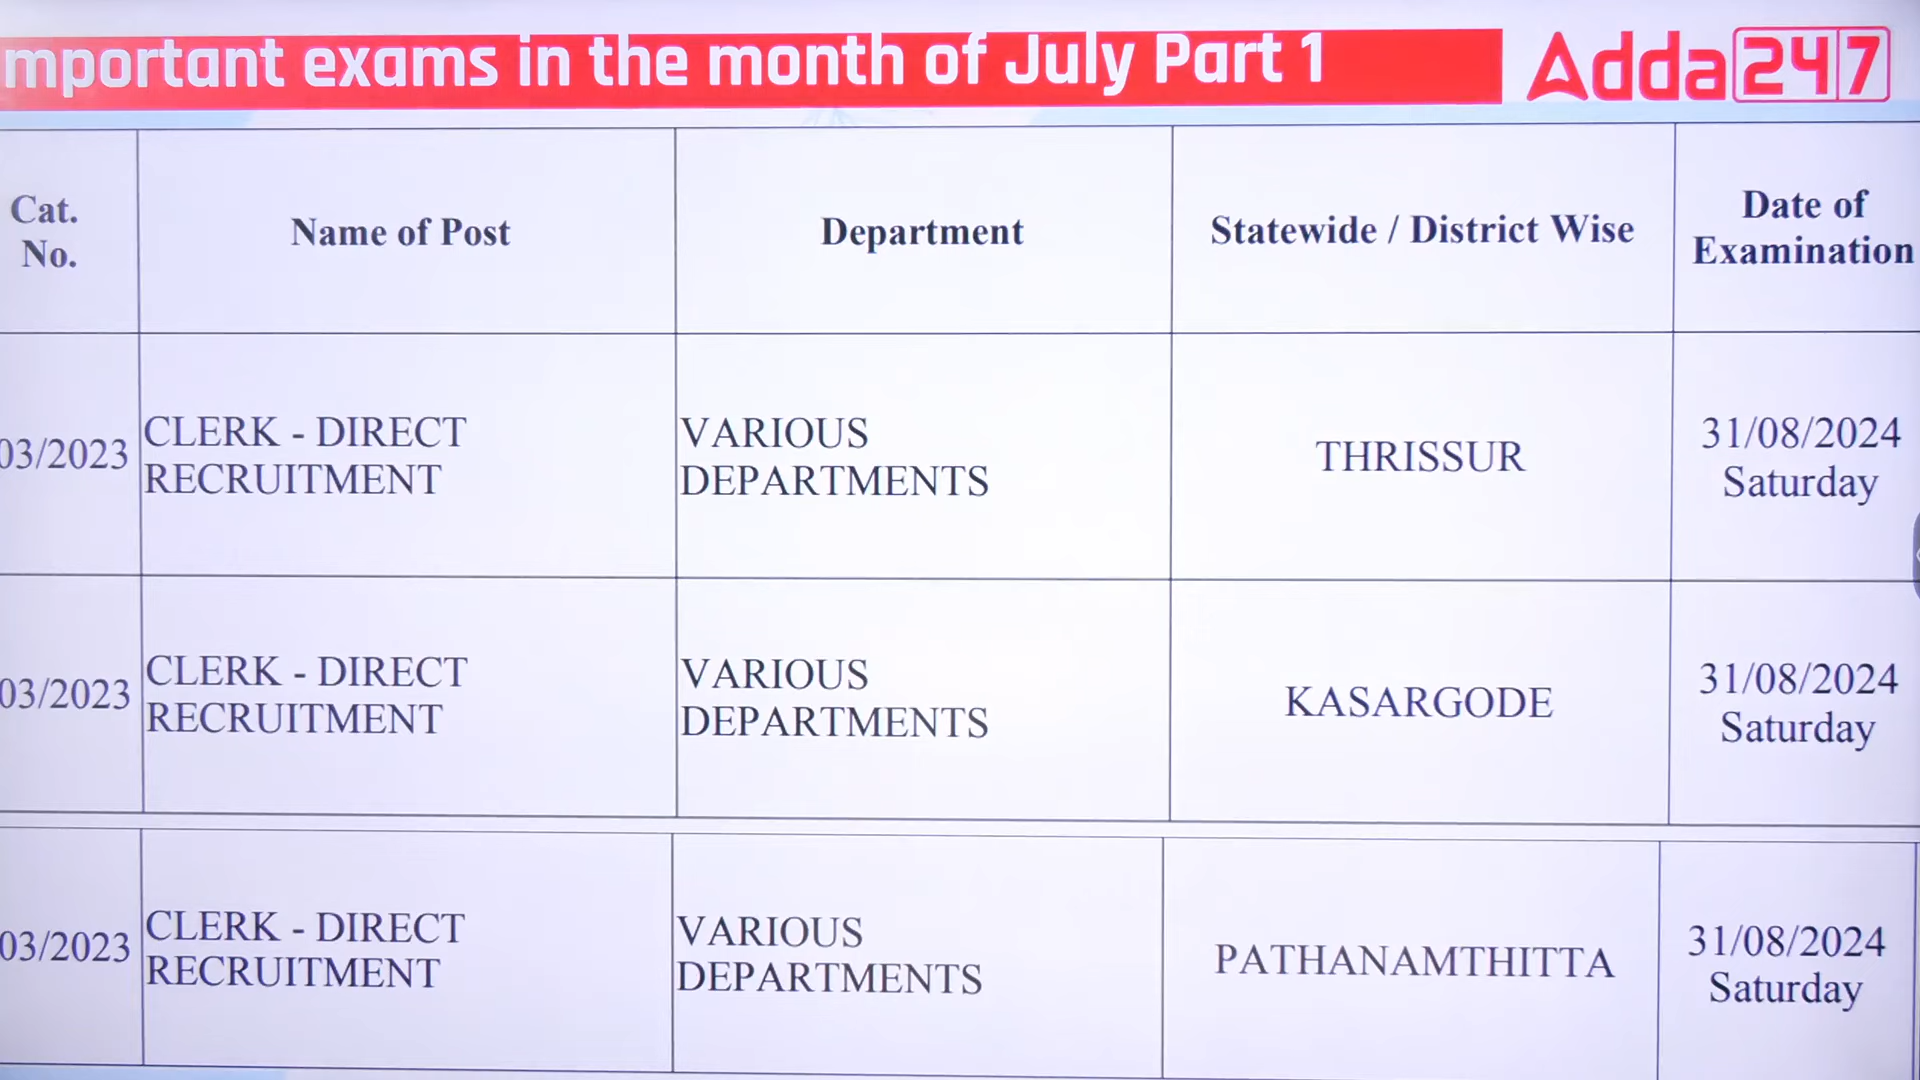 mportant exams in the month of July Part 1
Adda247
Cat.
No.
Name of Post
Department
Statewide / District Wise
Date of
Examination
03/2023
CLERK - DIRECT
RECRUITMENT
VARIOUS
DEPARTMENTS
THRISSUR
31/08/2024
Saturday
03/2023
CLERK - DIRECT
RECRUITMENT
VARIOUS
DEPARTMENTS
KASARGODE
31/08/2024
Saturday
03/2023
CLERK - DIRECT
RECRUITMENT
VARIOUS
DEPARTMENTS
PATHANAMTHITTA
31/08/2024
Saturday